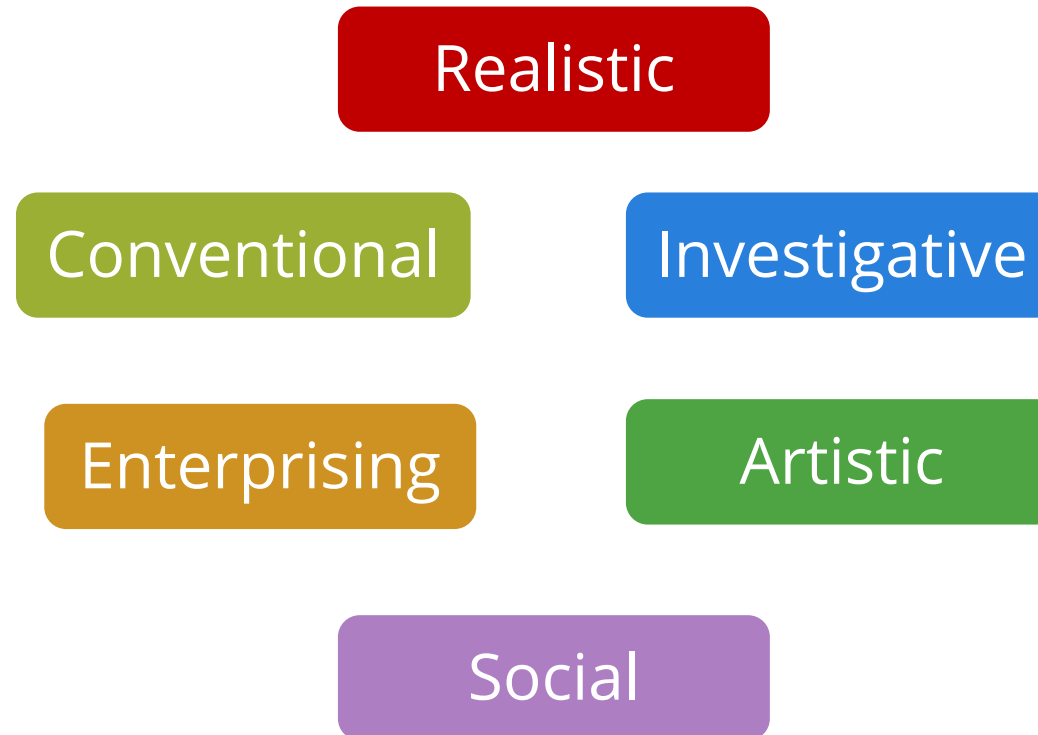 Realistic
Conventional
Investigative
Enterprising
Artistic
Social